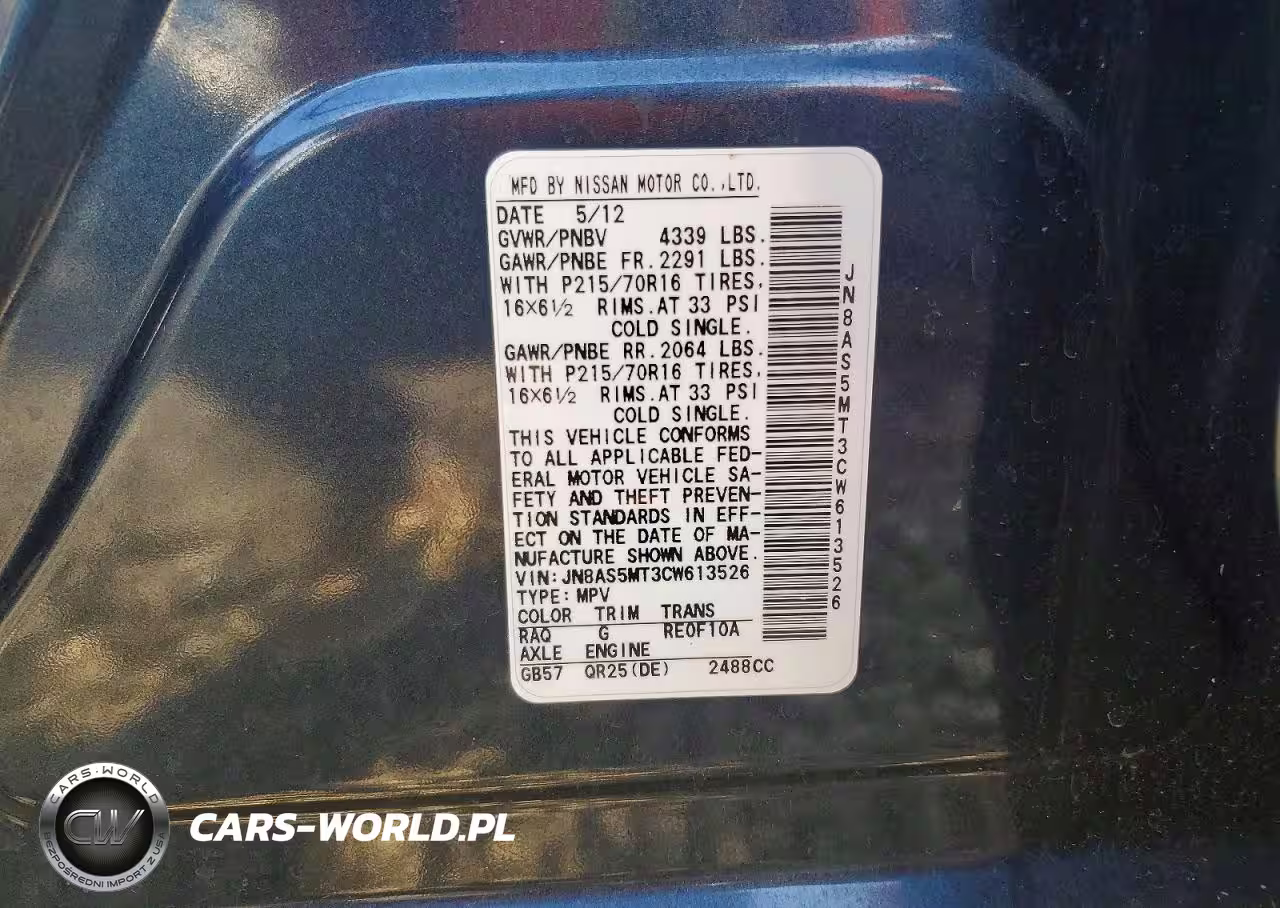 MFD BY NISSAN MOTOR CO.,LTD.
DATE 5/12
GVWR/PNBV 4339 LBS.
GAWR/PNBE FR.2291 LBS.
WITH P215/70R16 TIRES,
16×6½ RIMS.AT 33 PSI
COLD SINGLE.
GAWR/PNBE RR.2064 LBS.
WITH P215/70R16 TIRES,
16×6½ RIMS.AT 33 PSI
COLD SINGLE.
THIS VEHICLE CONFORMS
TO ALL APPLICABLE FED-
ERAL MOTOR VEHICLE SA-
FETY AND THEFT PREVEN-
TION STANDARDS IN EFF-
ECT ON THE DATE OF MA-
NUFACTURE SHOWN ABOVE.
VIN:JN8AS5MT3CW613526
TYPE:MPV
COLOR TRIM TRANS
RAQ G RE0F10A
AXLE ENGINE
GB57 QR25(DE) 2488CC
JN8AS5MT3CW613526
CARS-WORLD
CW
BEZPOŚREDNI IMPORT Z USA
CARS-WORLD.PL